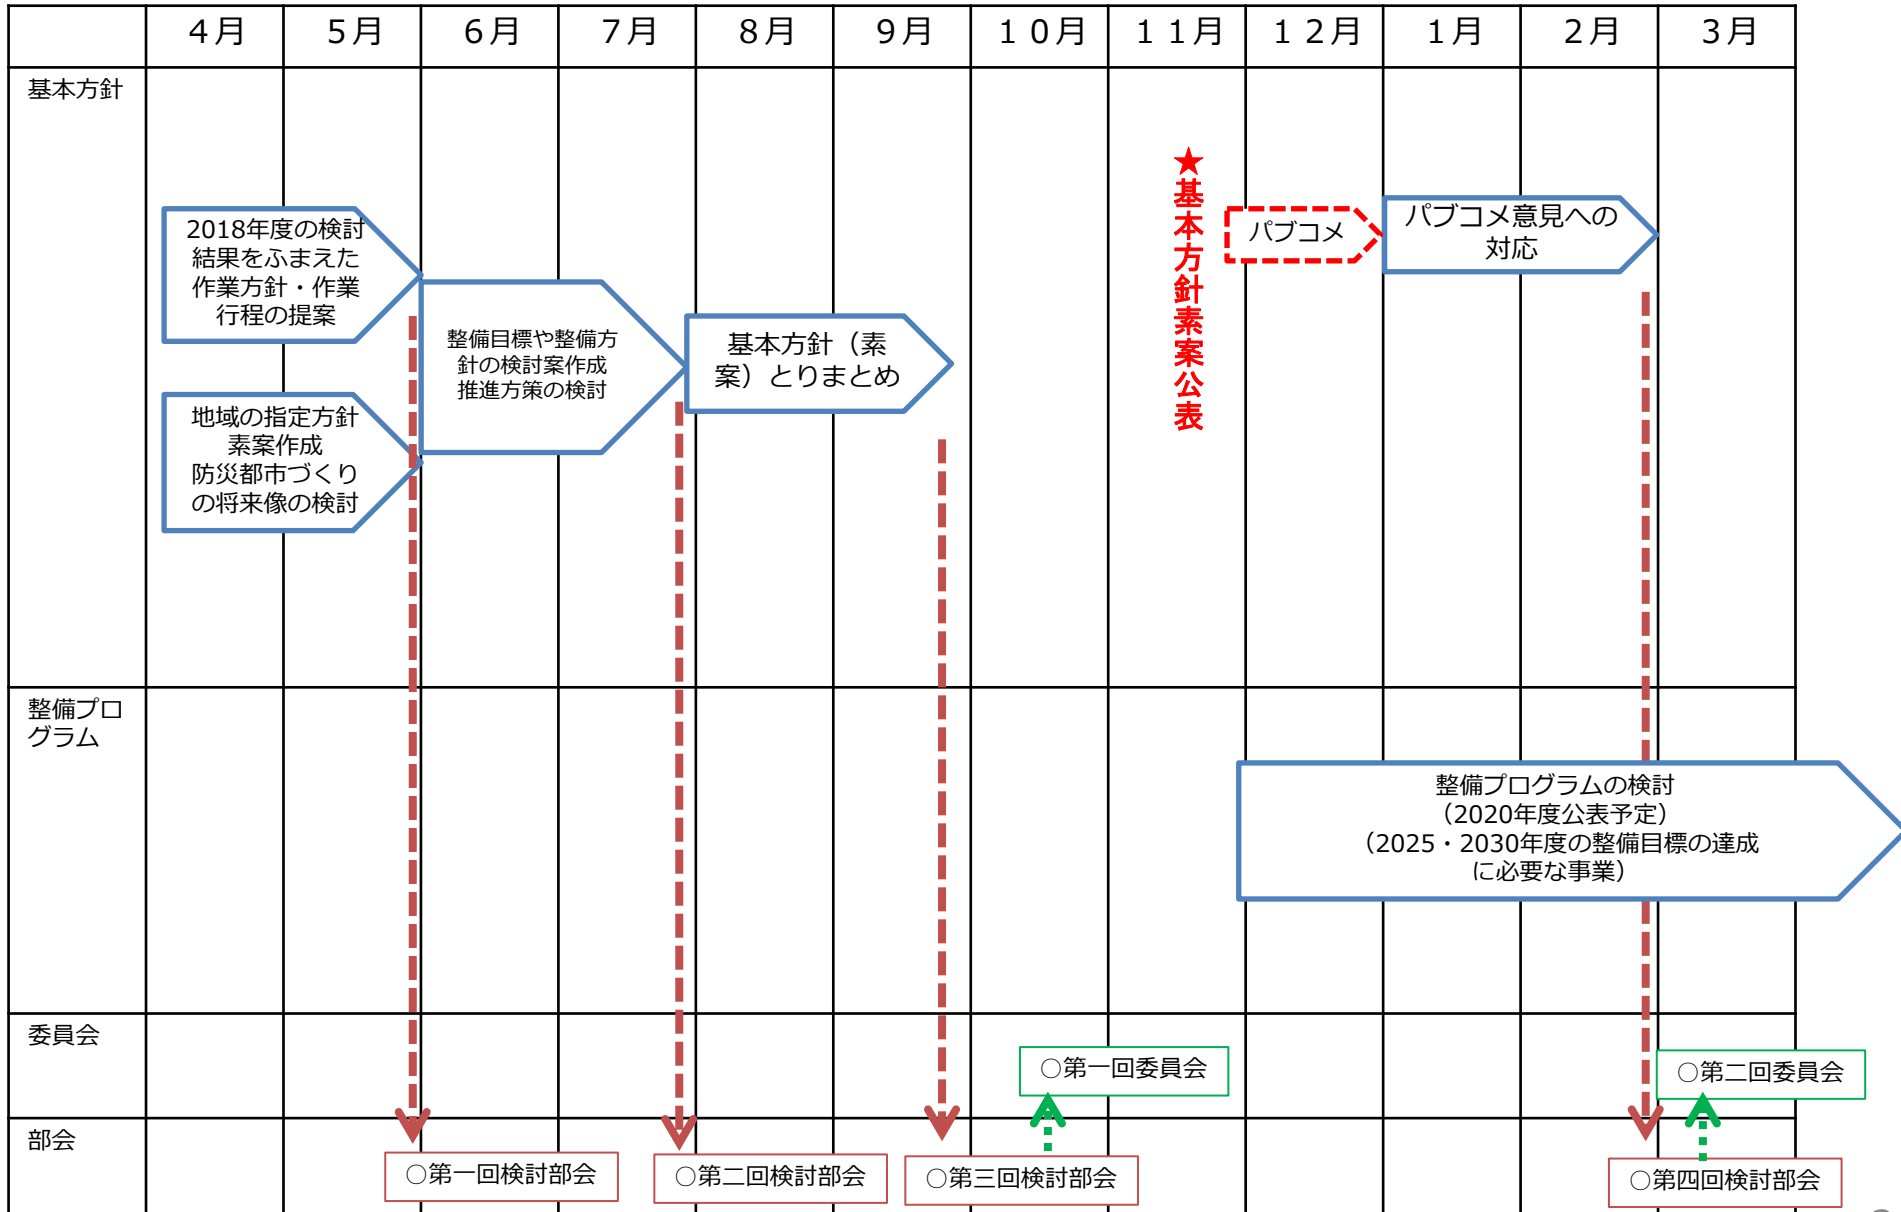 ４月 ５月 ６月 ７月 ８月 ９月 １０月 １１月 １２月 １月 ２月 ３月
基本方針
2018年度の検討
結果をふまえた
作業方針・作業
行程の提案
地域の指定方針
素案作成
防災都市づくり
の将来像の検討
整備目標や整備方
針の検討案作成
推進方策の検討
基本方針（素
案）とりまとめ
★基本方針素案公表
パブコメ
パブコメ意見への
対応
整備プロ
グラム
整備プログラムの検討
（2020年度公表予定）
（2025・2030年度の整備目標の達成
に必要な事業）
委員会
○第一回委員会
○第二回委員会
部会
○第一回検討部会
○第二回検討部会
○第三回検討部会
○第四回検討部会